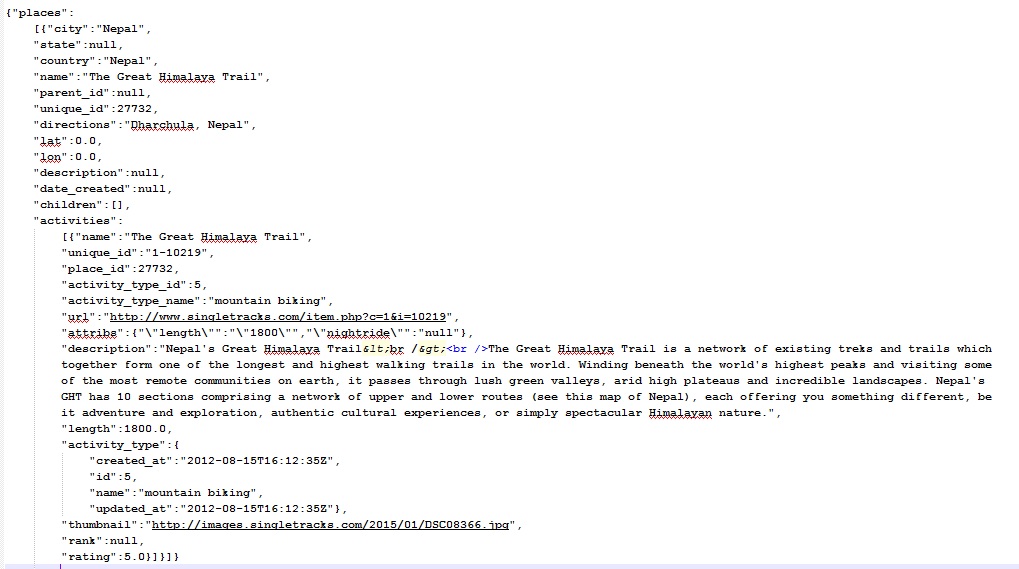 {"places":
[{"city":"Nepal",
"state":null,
"country":"Nepal",
"name":"The Great Himalaya Trail",
"parent_id":null,
"unique_id":27732,
"directions":"Dharchula, Nepal",
"lat":0.0,
"lon":0.0,
"description":null,
"date_created":null,
"children":[],
"activities":
[{"name":"The Great Himalaya Trail",
"unique_id":"1-10219",
"place_id":27732,
"activity_type_id":5,
"activity_type_name":"mountain biking",
"url":"http://www.singletracks.com/item.php?c=1&i=10219",
"attribs":{"\"length\"":"\"1800\"","\"nightride\"":"null"},
"description":"Nepal's Great Himalaya Trail&lt;br /&gt;<br />The Great Himalaya Trail is a network of existing treks and trails which
together form one of the longest and highest walking trails in the world. Winding beneath the world's highest peaks and visiting some
of the most remote communities on earth, it passes through lush green valleys, arid high plateaus and incredible landscapes. Nepal's
GHT has 10 sections comprising a network of upper and lower routes (see this map of Nepal), each offering you something different, be
it adventure and exploration, authentic cultural experiences, or simply spectacular Himalayan nature.",
"length":1800.0,
"activity_type":{
"created_at":"2012-08-15T16:12:35Z",
"id":5,
"name":"mountain biking",
"updated_at":"2012-08-15T16:12:35Z"},
"thumbnail":"http://images.singletracks.com/2015/01/DSC08366.jpg",
"rank":null,
"rating":5.0}]}]}